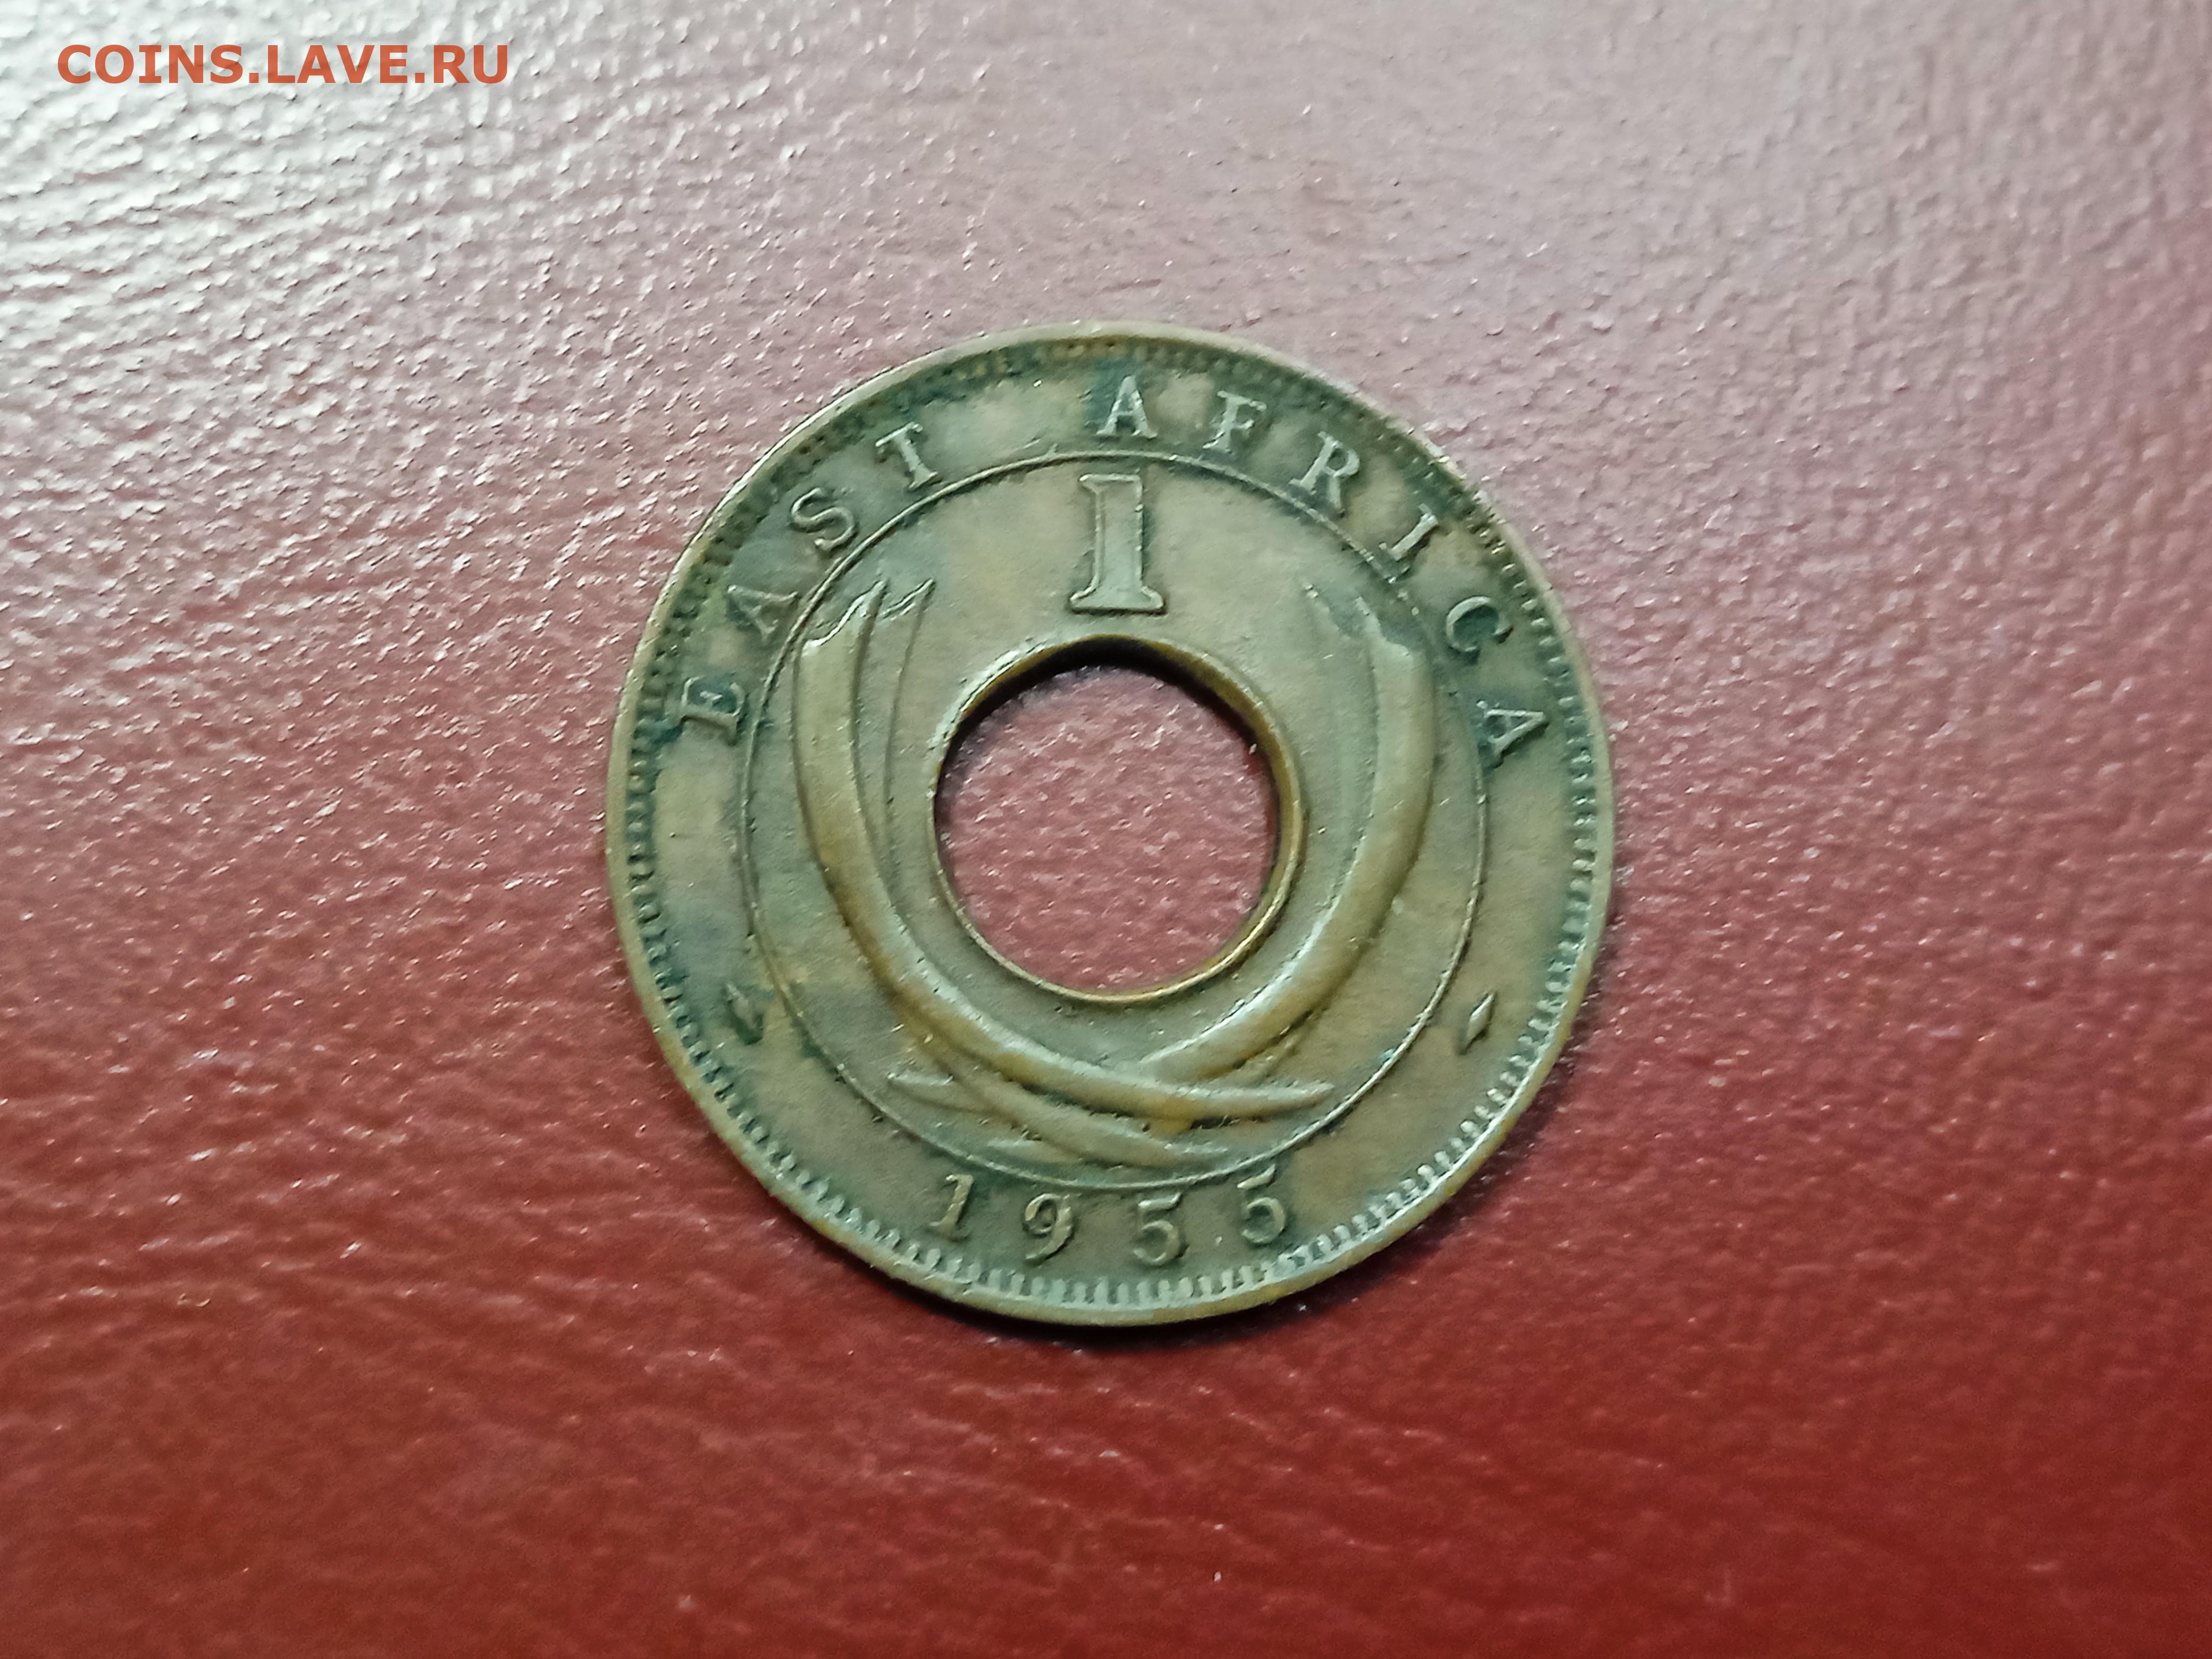 COINS.LAVE.RU
EAST AFRICA
1
1955